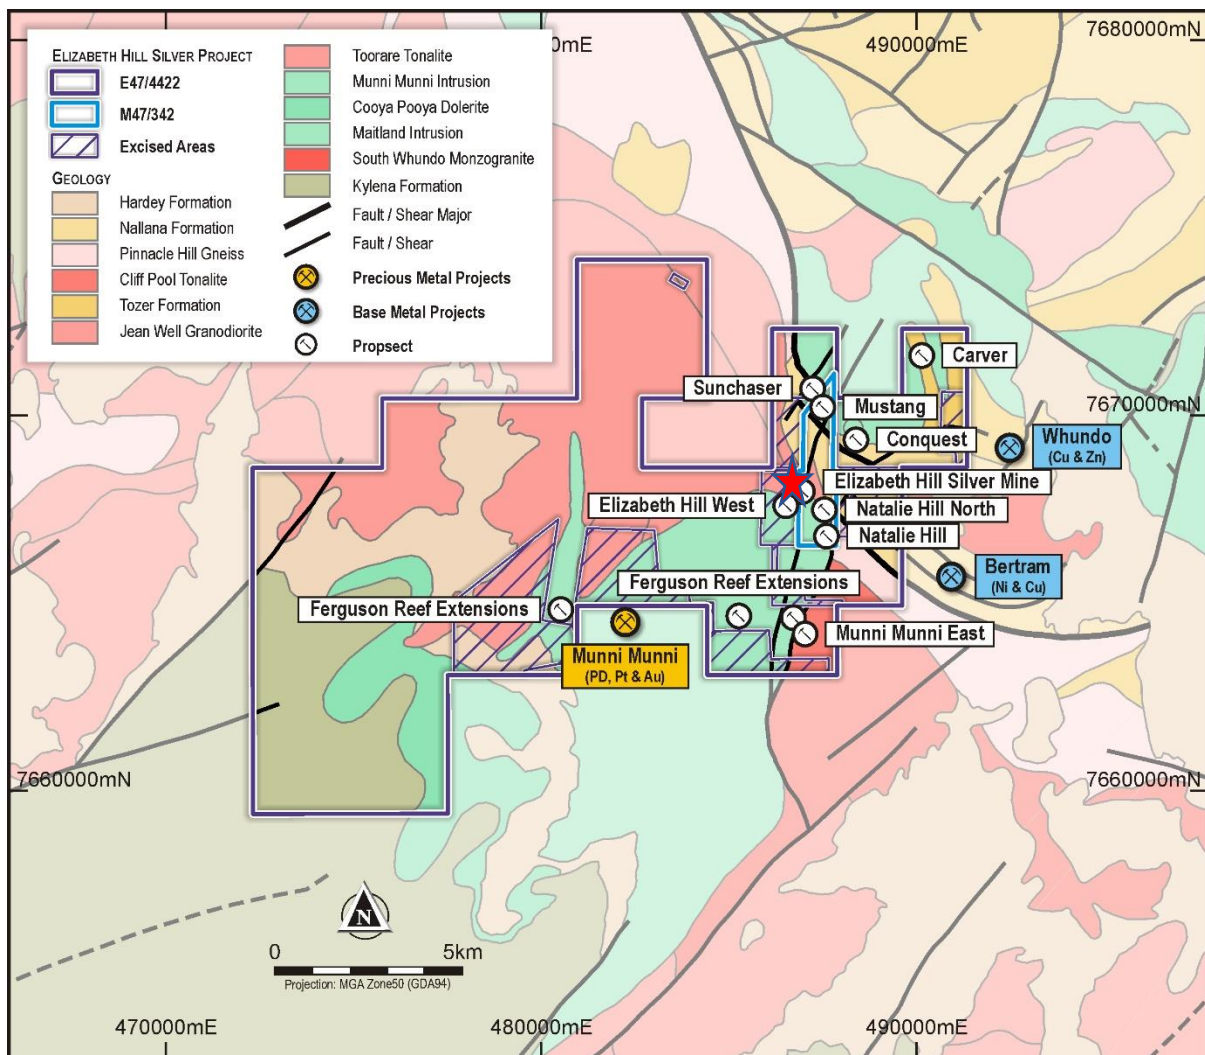 7680000mN
0mE
490000mE
ELIZABETH HILL SILVER PROJECT
E47/4422
M47/342
Excised Areas
GEOLOGY
Hardey Formation
Nallana Formation
Pinnacle Hill Gneiss
Cliff Pool Tonalite
Tozer Formation
Jean Well Granodiorite
Toorare Tonalite
Munni Munni Intrusion
Cooya Pooya Dolerite
Maitland Intrusion
South Whundo Monzogranite
Kylena Formation
Fault / Shear Major
Fault / Shear
Precious Metal Projects
Base Metal Projects
Propsect
Carver
Sunchaser
Mustang
7670000mN
Conquest
Whundo
(Cu & Zn)
Elizabeth Hill Silver Mine
Elizabeth Hill West
Natalie Hill North
Natalie Hill
Bertram
(Ni & Cu)
Ferguson Reef Extensions
Ferguson Reef Extensions
Munni Munni East
Munni Munni
(PD, Pt & Au)
7660000mN
7660000mN
N
0
5km
Projection: MGA Zone50 (GDA94)
470000mE
480000mE
490000mE